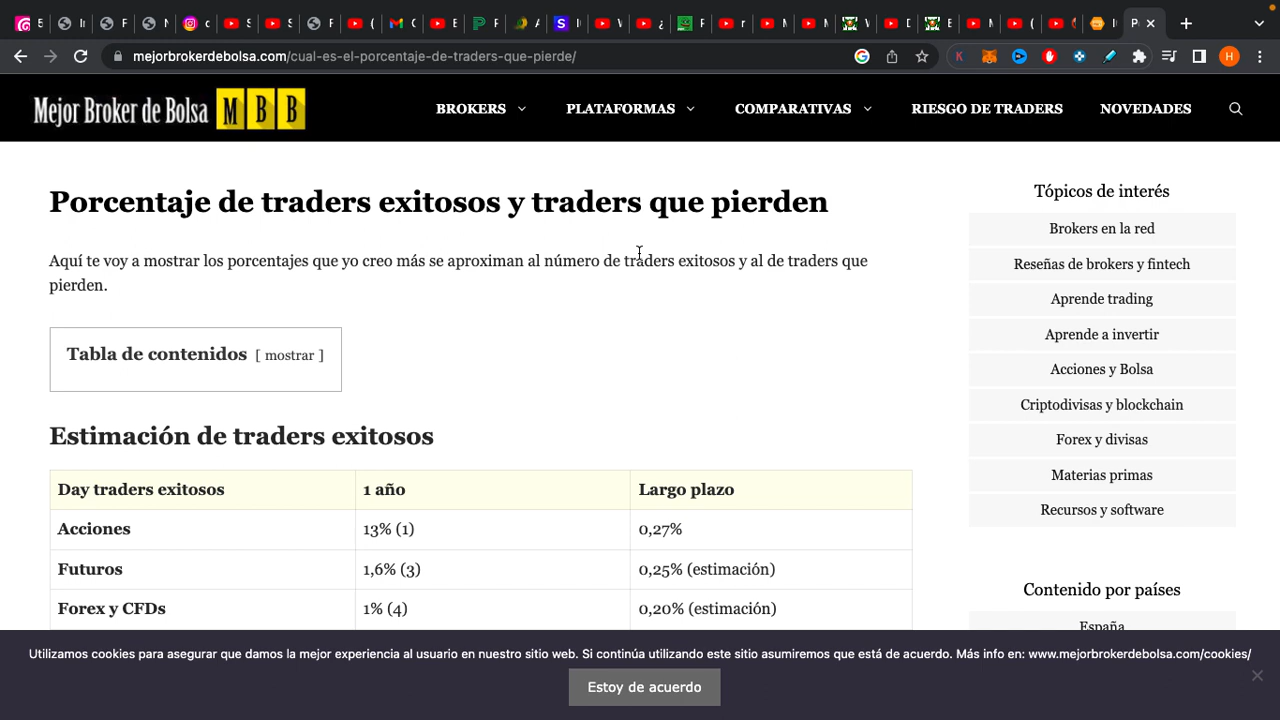 mejorbrokerdebolsa.com/cual-es-el-porcentaje-de-traders-que-pierde/
Mejor Broker de Bolsa MBB
BROKERS PLATAFORMAS COMPARATIVAS RIESGO DE TRADERS NOVEDADES
Porcentaje de traders exitosos y traders que pierden
Aquí te voy a mostrar los porcentajes que yo creo más se aproximan al número de traders exitosos y al de traders que
pierden.
Tabla de contenidos [ mostrar ]
Estimación de traders exitosos
Day traders exitosos 1 año Largo plazo
Acciones 13% (1) 0,27%
Futuros 1,6% (3) 0,25% (estimación)
Forex y CFDs 1% (4) 0,20% (estimación)
Tópicos de interés
Brokers en la red
Reseñas de brokers y fintech
Aprende trading
Aprende a invertir
Acciones y Bolsa
Criptodivisas y blockchain
Forex y divisas
Materias primas
Recursos y software
Contenido por países
España
Utilizamos cookies para asegurar que damos la mejor experiencia al usuario en nuestro sitio web. Si continúa utilizando este sitio asumiremos que está de acuerdo. Más info en: www.mejorbrokerdebolsa.com/cookies/
Estoy de acuerdo